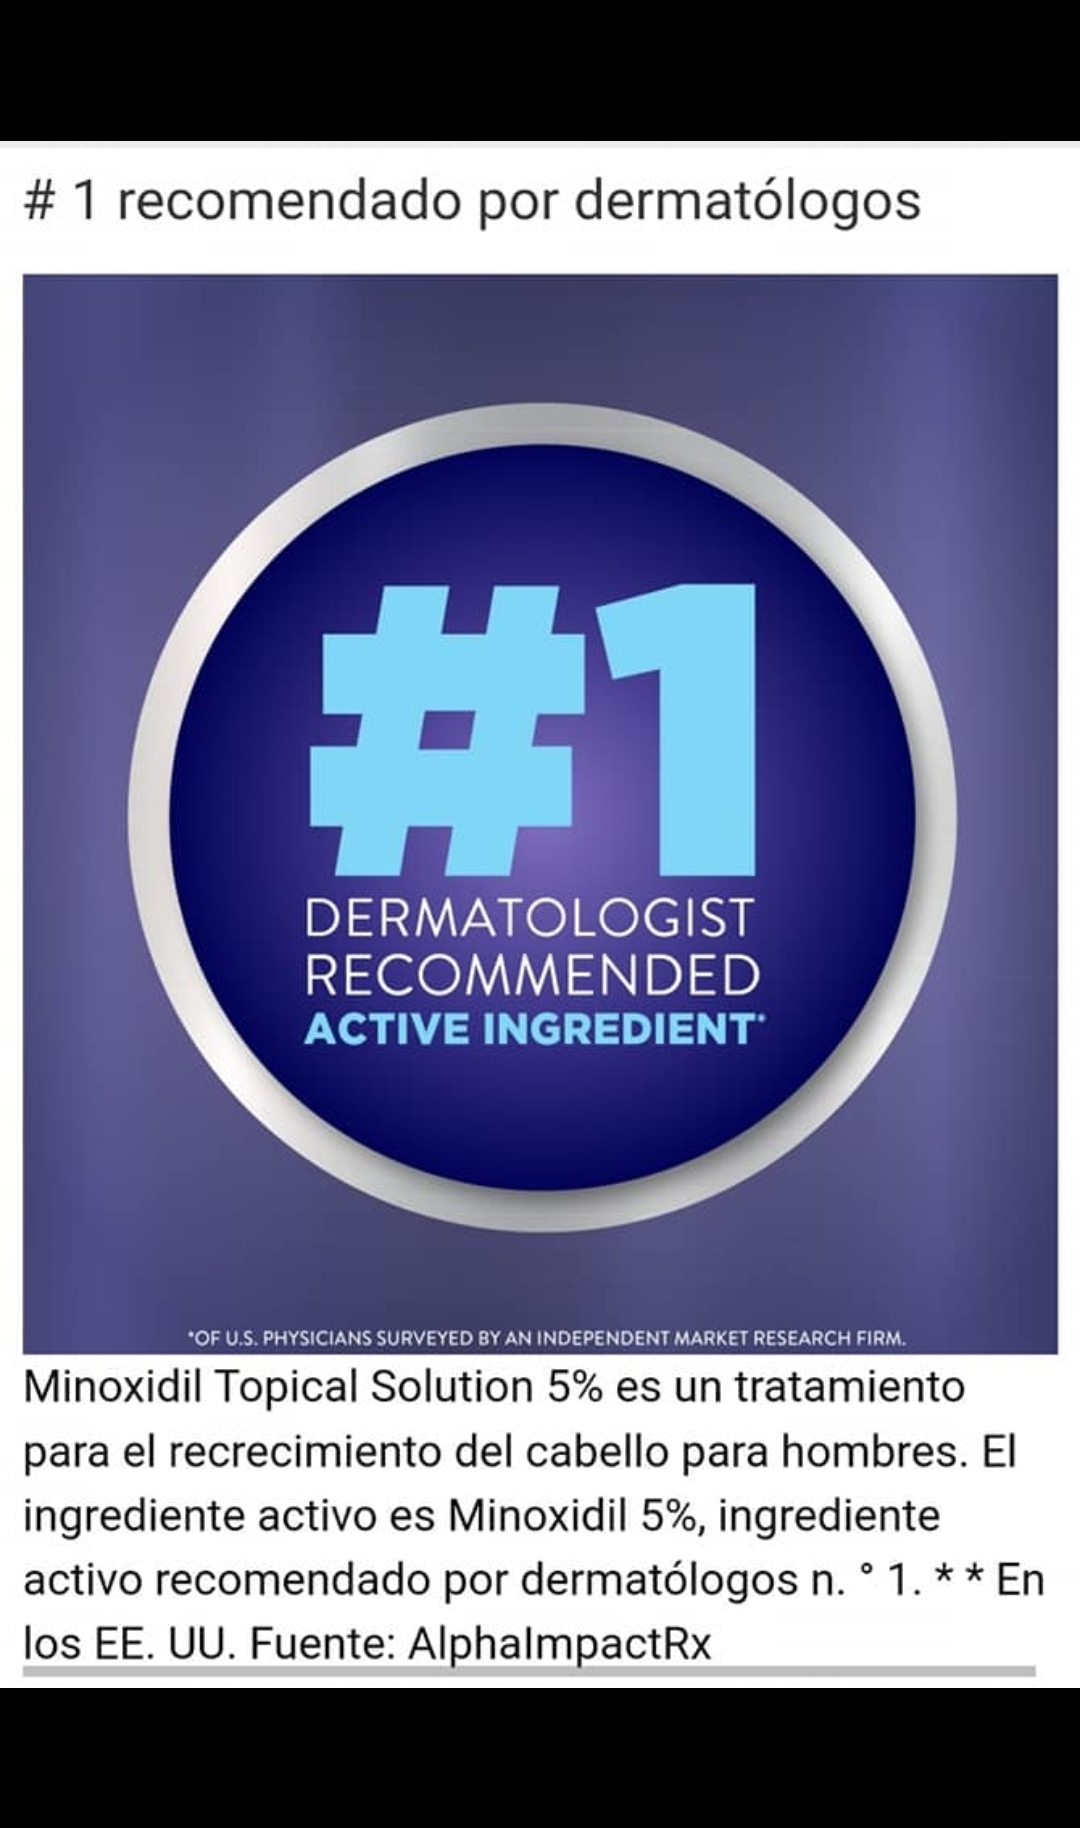 # 1 recomendado por dermatólogos
#1
DERMATOLOGIST
RECOMMENDED
ACTIVE INGREDIENT*
*OF U.S. PHYSICIANS SURVEYED BY AN INDEPENDENT MARKET RESEARCH FIRM.
Minoxidil Topical Solution 5% es un tratamiento
para el recrecimiento del cabello para hombres. El
ingrediente activo es Minoxidil 5%, ingrediente
activo recomendado por dermatólogos n. ° 1. * * En
los EE. UU. Fuente: AlphaImpactRx